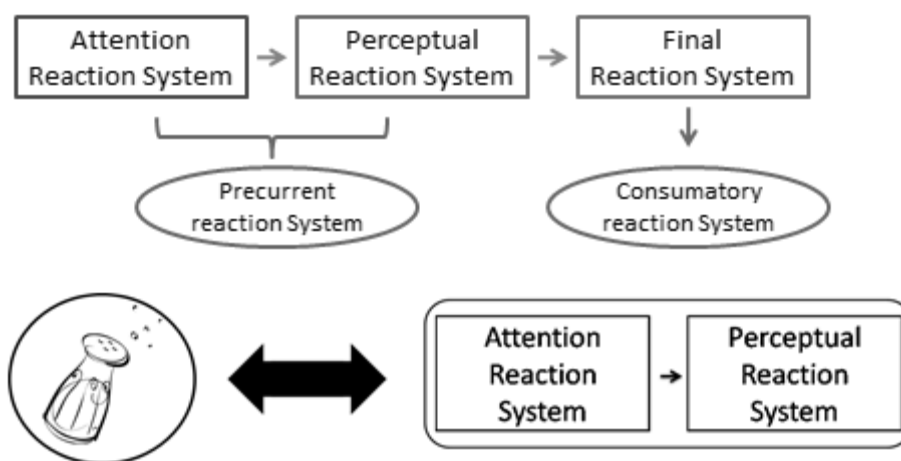 Attention
Reaction System
Perceptual
Reaction System
Final
Reaction System
Precurrent
reaction System
Consumatory
reaction System
Attention
Reaction
System
Perceptual
Reaction
System